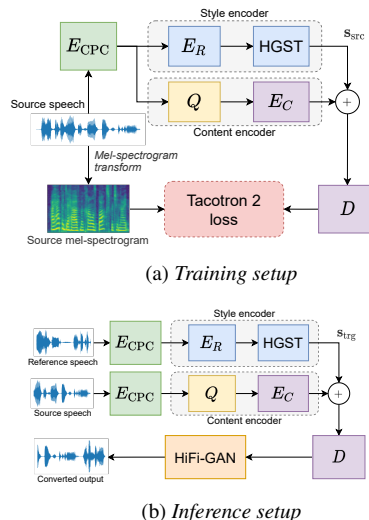 Style encoder
E_CPC
E_R
HGST
s_src
Source speech
Q
E_C
+
Content encoder
Mel-spectrogram
transform
Tacotron 2
loss
D
Source mel-spectrogram
(a) Training setup
Style encoder
E_CPC
E_R
HGST
s_trg
Reference speech
E_CPC
Q
E_C
+
Source speech
Content encoder
HiFi-GAN
D
Converted output
(b) Inference setup